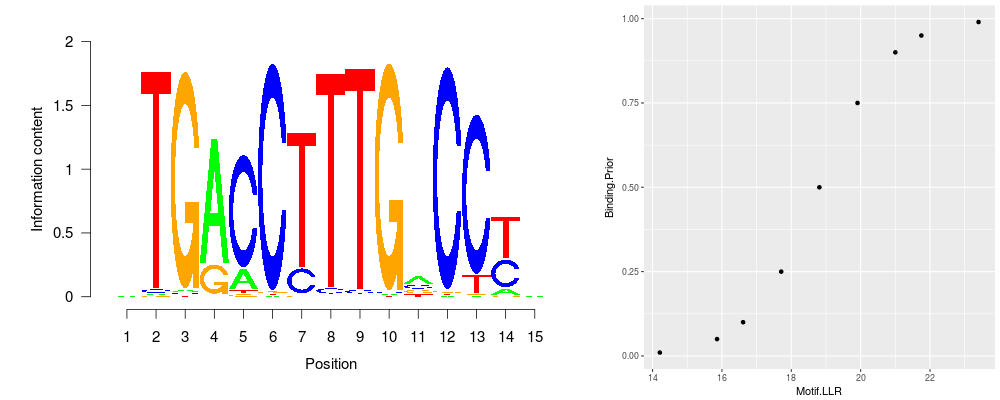 2
1.5
1
0.5
0
Information content
T G A C C T T T G A C C T
G A C T C
1 2 3 4 5 6 7 8 9 10 11 12 13 14 15
Position
1.00
0.75
0.50
0.25
0.00
Binding.Prior
14 16 18 20 22
Motif.LLR